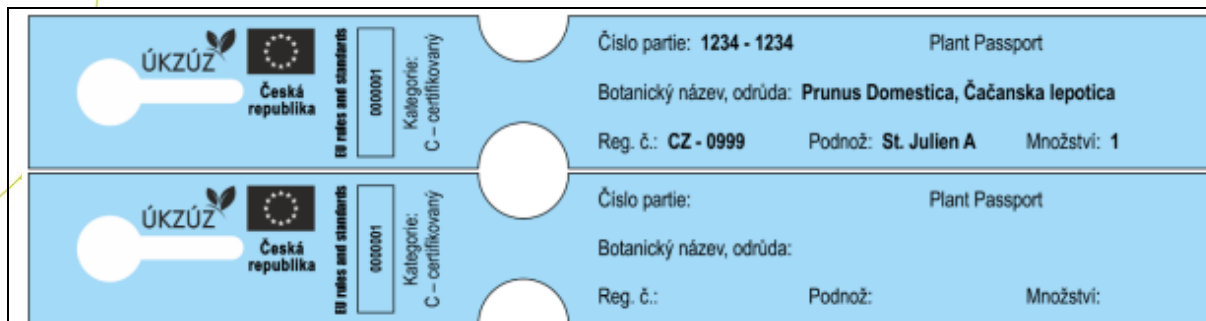 ÚKZÚZ
Česká
republika
EU rules and standards
0000001
Kategorie:
C – certifikovaný
Číslo partie: 1234 - 1234 Plant Passport
Botanický název, odrůda: Prunus Domestica, Čačanska lepotica
Reg. č.: CZ - 0999 Podnož: St. Julien A Množství: 1
ÚKZÚZ
Česká
republika
EU rules and standards
0000001
Kategorie:
C – certifikovaný
Číslo partie: Plant Passport
Botanický název, odrůda:
Reg. č.: Podnož: Množství: